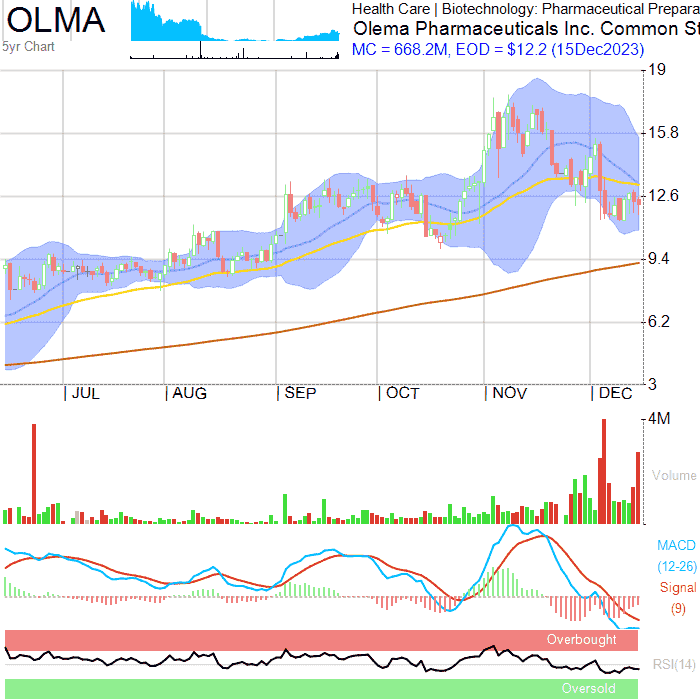 OLMA
5yr Chart
Health Care | Biotechnology: Pharmaceutical Prepara
Olema Pharmaceuticals Inc. Common St
MC = 668.2M, EOD = $12.2 (15Dec2023)
19
15.8
12.6
9.4
6.2
3
JUL AUG SEP OCT NOV DEC
4M
Volume
MACD
(12-26)
Signal
(9)
Overbought
RSI(14)
Oversold